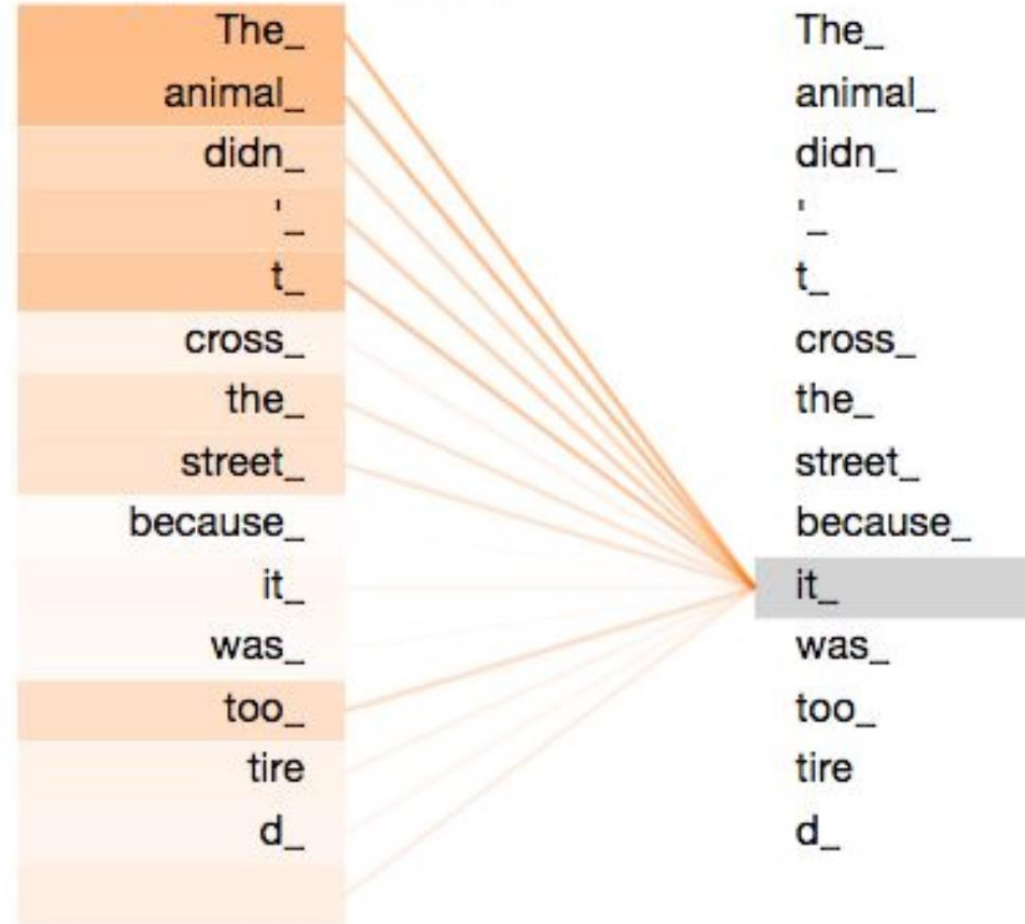 The_ The_
animal_ animal_
didn_ didn_
'_ '_
t_ t_
cross_ cross_
the_ the_
street_ street_
because_ because_
it_ it_
was_ was_
too_ too_
tire tire
d_ d_